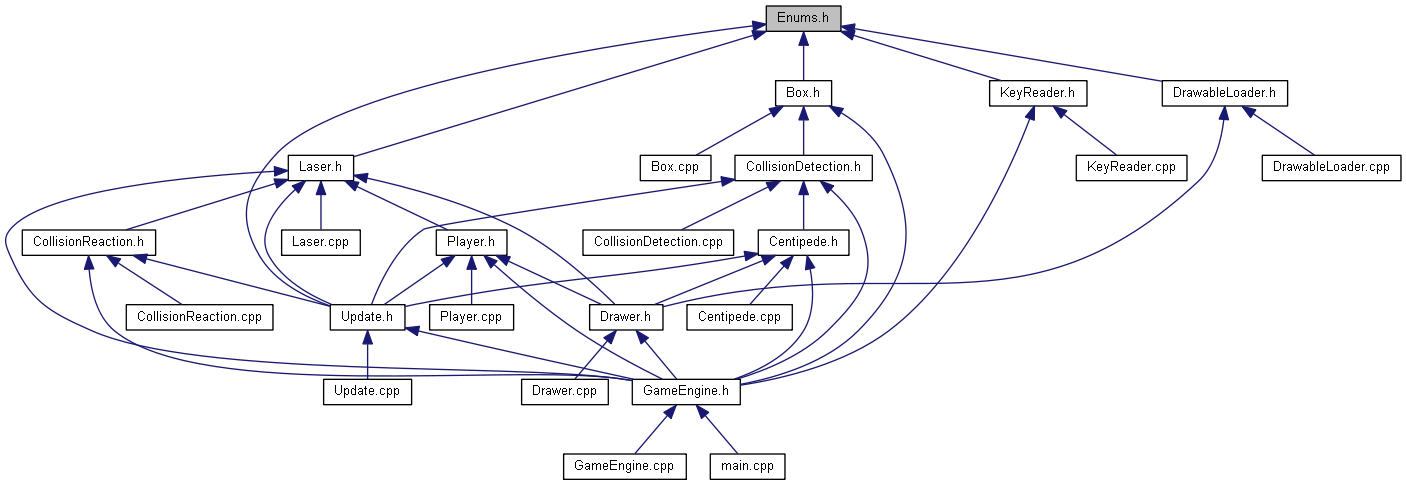 Enums.h
Box.h
KeyReader.h
DrawableLoader.h
Laser.h
Box.cpp
CollisionDetection.h
KeyReader.cpp
DrawableLoader.cpp
CollisionReaction.h
Laser.cpp
Player.h
CollisionDetection.cpp
Centipede.h
CollisionReaction.cpp
Update.h
Player.cpp
Drawer.h
Centipede.cpp
Update.cpp
Drawer.cpp
GameEngine.h
GameEngine.cpp
main.cpp